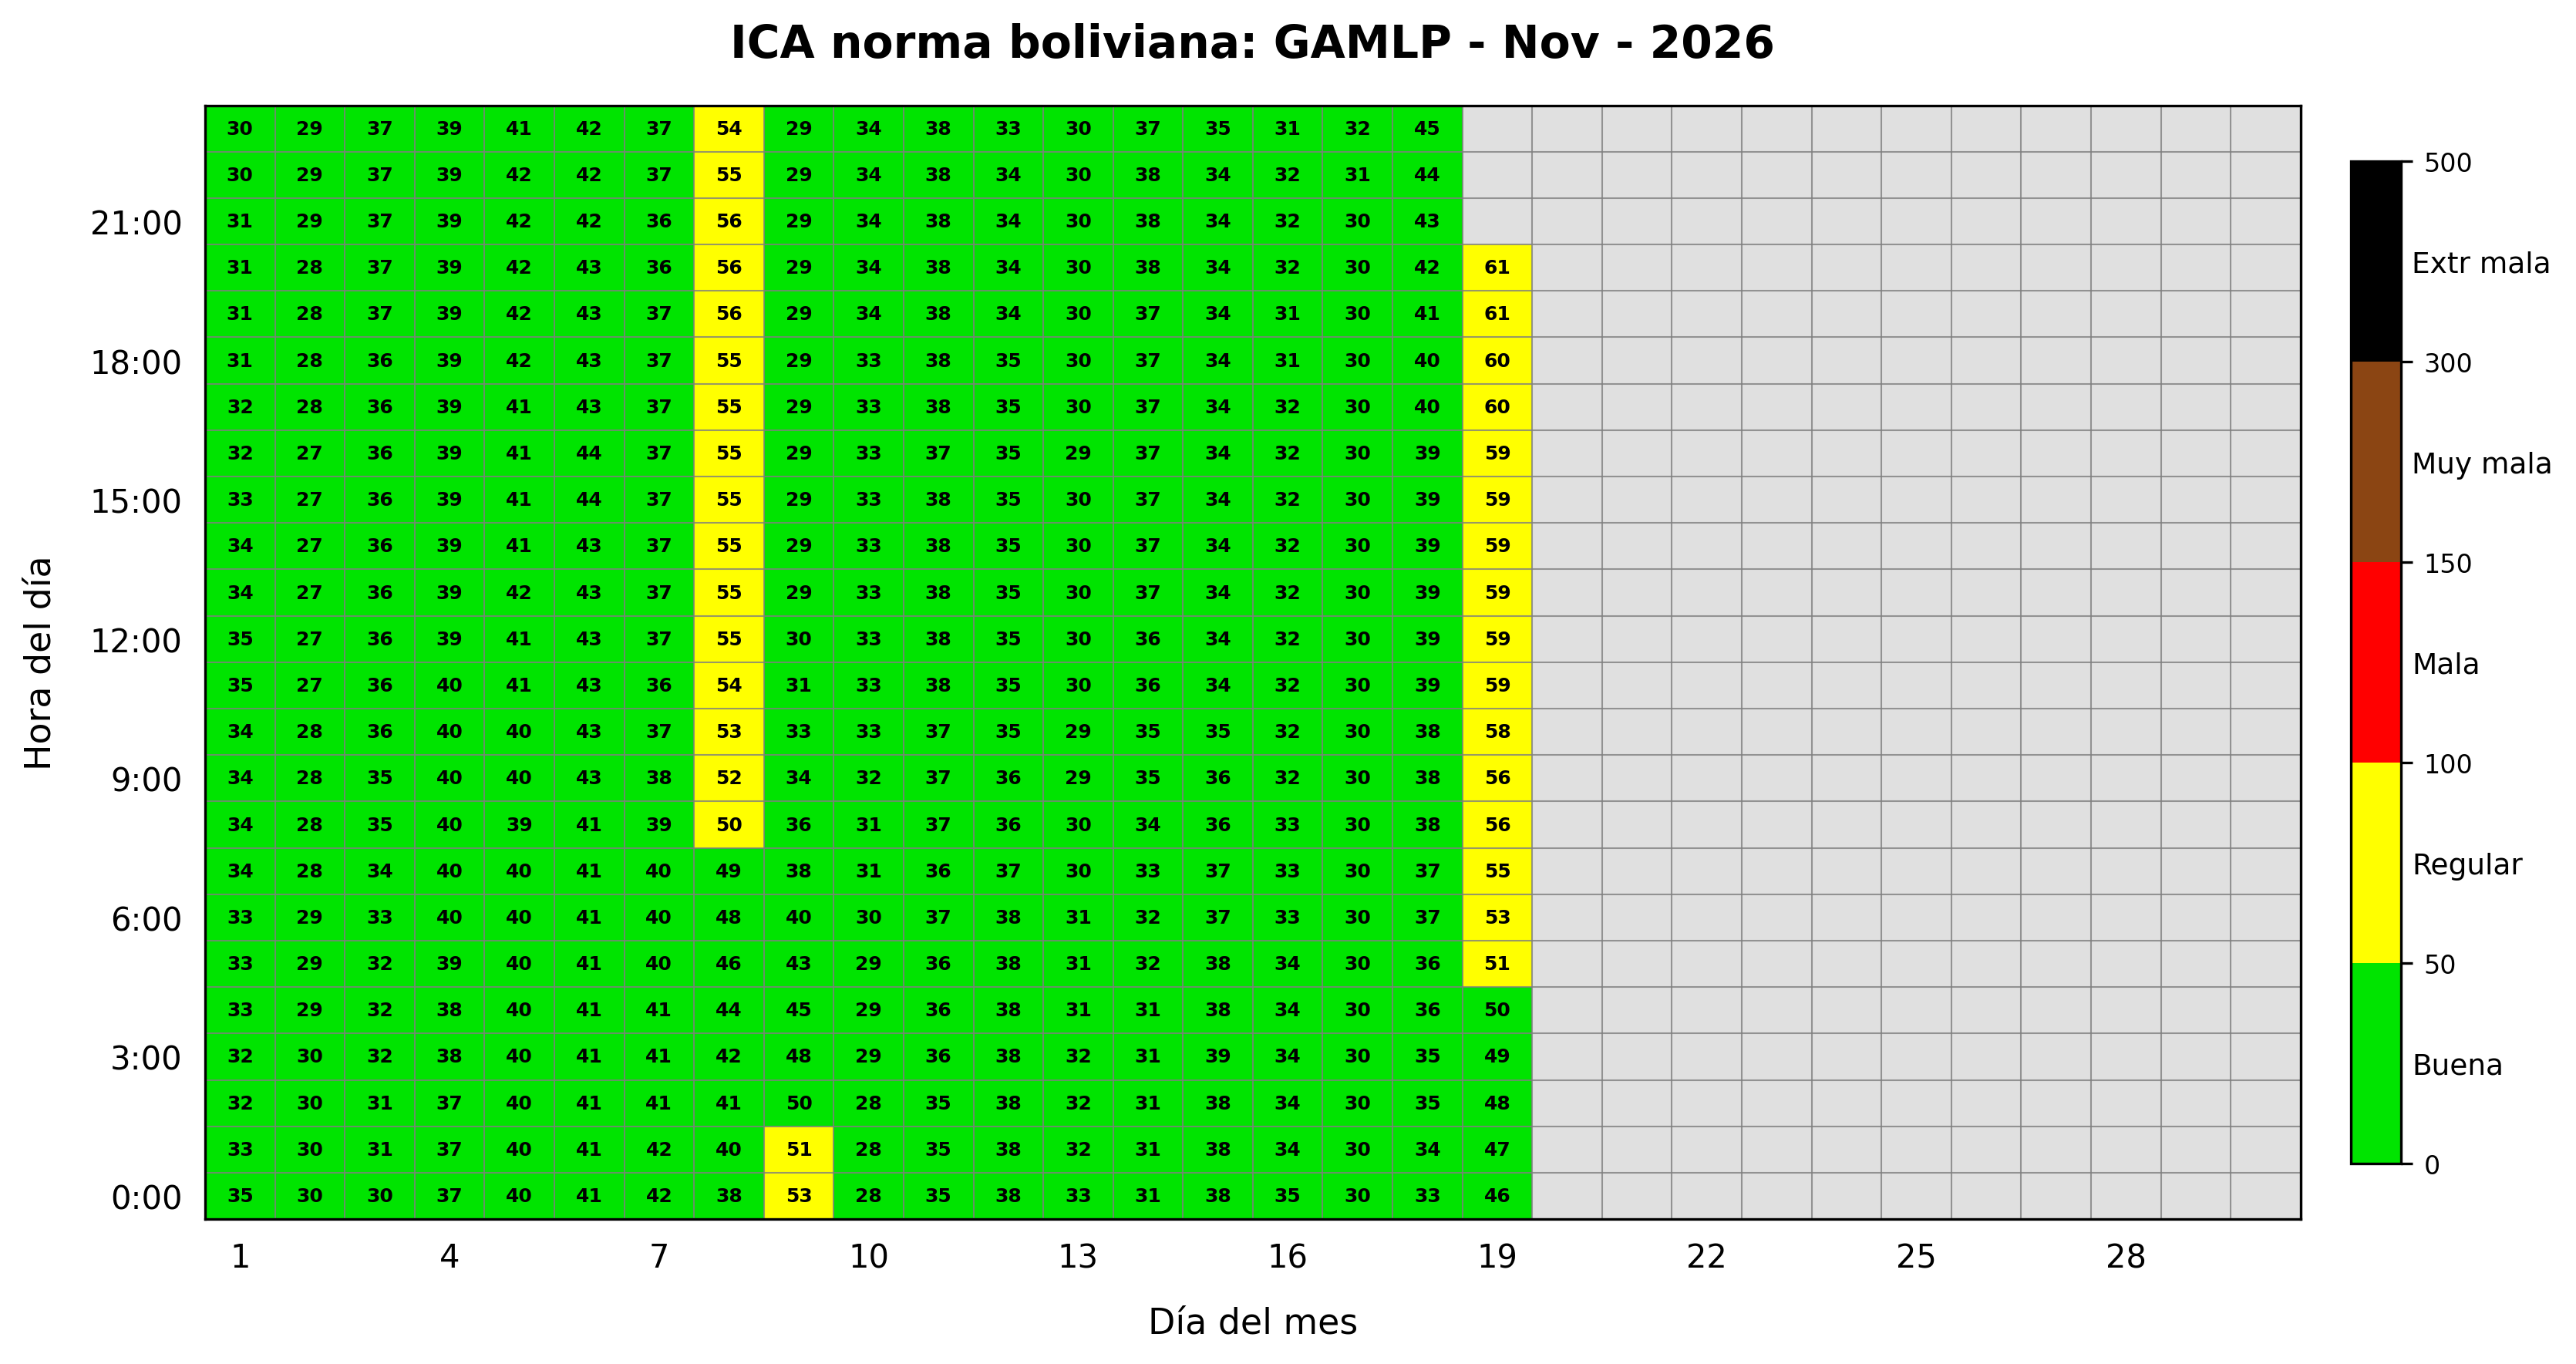 ICA norma boliviana: GAMLP - Nov - 2026
30 29 37 39 41 42 37 54 29 34 38 33 30 37 35 31 32 45
30 29 37 39 42 42 37 55 29 34 38 34 30 38 34 32 31 44
21:00 31 29 37 39 42 42 36 56 29 34 38 34 30 38 34 32 30 43
31 28 37 39 42 43 36 56 29 34 38 34 30 38 34 32 30 42 61
31 28 37 39 42 43 37 56 29 34 38 34 30 37 34 31 30 41 61
18:00 31 28 36 39 42 43 37 55 29 33 38 35 30 37 34 31 30 40 60
32 28 36 39 41 43 37 55 29 33 38 35 30 37 34 32 30 40 60
32 27 36 39 41 44 37 55 29 33 37 35 29 37 34 32 30 39 59
15:00 33 27 36 39 41 44 37 55 29 33 38 35 30 37 34 32 30 39 59
34 27 36 39 41 43 37 55 29 33 38 35 30 37 34 32 30 39 59
34 27 36 39 42 43 37 55 29 33 38 35 30 37 34 32 30 39 59
12:00 35 27 36 39 41 43 37 55 30 33 38 35 30 36 34 32 30 39 59
35 27 36 40 41 43 36 54 31 33 38 35 30 36 34 32 30 39 59
34 28 36 40 40 43 37 53 33 33 37 35 29 35 35 32 30 38 58
9:00 34 28 35 40 40 43 38 52 34 32 37 36 29 35 36 32 30 38 56
34 28 35 40 39 41 39 50 36 31 37 36 30 34 36 33 30 38 56
34 28 34 40 40 41 40 49 38 31 36 37 30 33 37 33 30 37 55
6:00 33 29 33 40 40 41 40 48 40 30 37 38 31 32 37 33 30 37 53
33 29 32 39 40 41 40 46 43 29 36 38 31 32 38 34 30 36 51
33 29 32 38 40 41 41 44 45 29 36 38 31 31 38 34 30 36 50
3:00 32 30 32 38 40 41 41 42 48 29 36 38 32 31 39 34 30 35 49
32 30 31 37 40 41 41 41 50 28 35 38 32 31 38 34 30 35 48
33 30 31 37 40 41 42 40 51 28 35 38 32 31 38 34 30 34 47
0:00 35 30 30 37 40 41 42 38 53 28 35 38 33 31 38 35 30 33 46
1 4 7 10 13 16 19 22 25 28
Día del mes
Hora del día
500
Extr mala
300
Muy mala
150
Mala
100
Regular
50
Buena
0